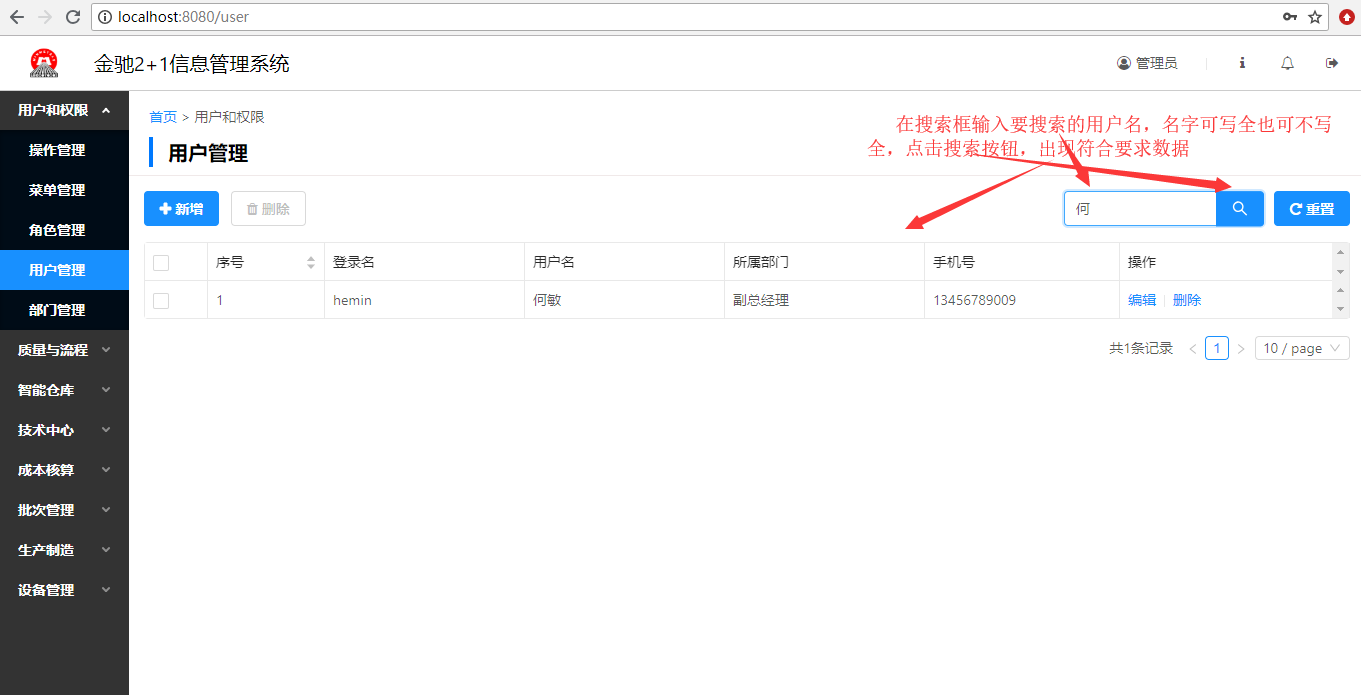 localhost:8080/user
金驰2+1信息管理系统
管理员
用户和权限
操作管理
菜单管理
角色管理
用户管理
部门管理
质量与流程
智能仓库
技术中心
成本核算
批次管理
生产制造
设备管理
首页 > 用户和权限
用户管理
在搜索框输入要搜索的用户名，名字可写全也可不写
全，点击搜索按钮，出现符合要求数据
新增 删除
何 重置
序号 登录名 用户名 所属部门 手机号 操作
1 hemin 何敏 副总经理 13456789009 编辑 删除
共1条记录 < 1 > 10 / page